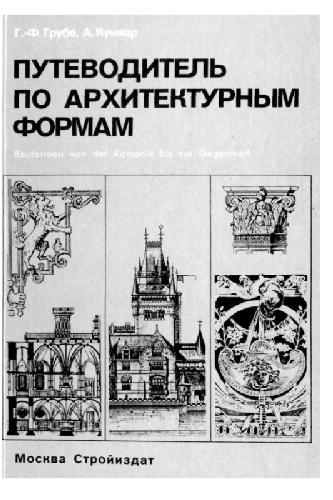 Г.-Ф. Грубе, А. Кучмар
ПУТЕВОДИТЕЛЬ
ПО АРХИТЕКТУРНЫМ
ФОРМАМ
Bauformen von der Romanik bis zur Gegenwart
Москва Стройиздат